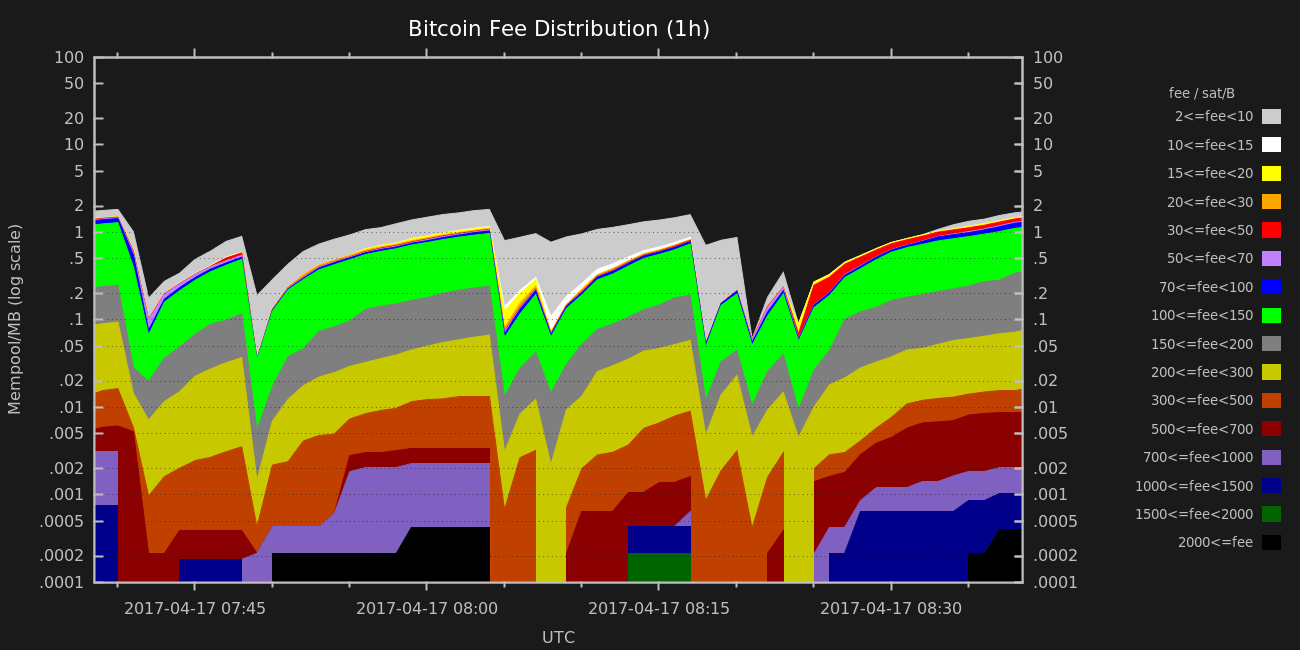 Bitcoin Fee Distribution (1h)
100
50
20
10
5
2
1
.5
.2
.1
.05
.02
.01
.005
.002
.001
.0005
.0002
.0001
Mempool/MB (log scale)
100
50
20
10
5
2
1
.5
.2
.1
.05
.02
.01
.005
.002
.001
.0005
.0002
.0001
2017-04-17 07:45
2017-04-17 08:00
2017-04-17 08:15
2017-04-17 08:30
UTC
fee / sat/B
2<=fee<10
10<=fee<15
15<=fee<20
20<=fee<30
30<=fee<50
50<=fee<70
70<=fee<100
100<=fee<150
150<=fee<200
200<=fee<300
300<=fee<500
500<=fee<700
700<=fee<1000
1000<=fee<1500
1500<=fee<2000
2000<=fee